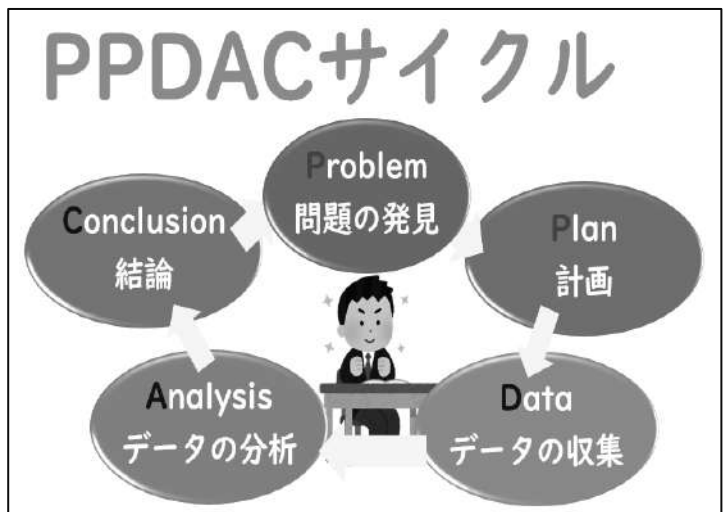 PPDACサイクル
Problem
問題の発見
Plan
計画
Data
データの収集
Analysis
データの分析
Conclusion
結論